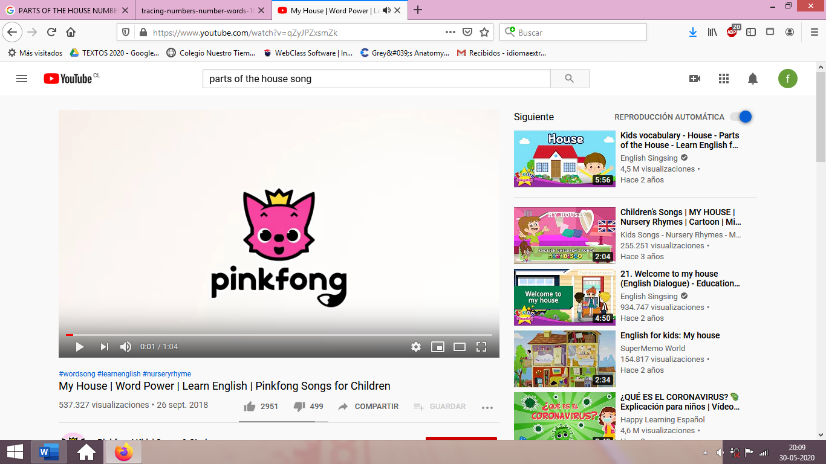 PARTS OF THE HOUSE NUMB
tracing-numbers-number-words-1
My House | Word Power | L
https://www.youtube.com/watch?v=qZyJPZxsmZk
Buscar
20
Más visitados
TEXTOS 2020 - Google...
Colegio Nuestro Tiem...
WebClass Software | In...
Grey&#039;s Anatomy...
Recibidos - idiomaextr...
YouTube CL
parts of the house song
f
pinkfong
0:01 / 1:04
#wordsong #learnenglish #nurseryrhyme
My House | Word Power | Learn English | Pinkfong Songs for Children
537.327 visualizaciones • 26 sept. 2018
2951
499
COMPARTIR
GUARDAR
Siguiente
REPRODUCCIÓN AUTOMÁTICA
House
5:56
Kids vocabulary - House - Parts
of the House - Learn English f...
English Singsing
4,5 M visualizaciones •
Hace 2 años
MY HOUSE
2:04
Children's Songs | MY HOUSE |
Nursery Rhymes | Cartoon | Mi...
Kids Songs - Nursery Rhymes - M...
255.251 visualizaciones •
Hace 3 años
Welcome to
my house
4:50
21. Welcome to my house
(English Dialogue) - Education...
English Singsing
934.747 visualizaciones •
Hace 2 años
2:34
English for kids: My house
SuperMemo World
154.817 visualizaciones •
Hace 2 años
¿QUÉ ES EL
CORONAVIRUS?
¿QUÉ ES EL CORONAVIRUS?
Explicación para niños | Vídeo...
Happy Learning Español
4,6 M visualizaciones •
20:09
30-05-2020